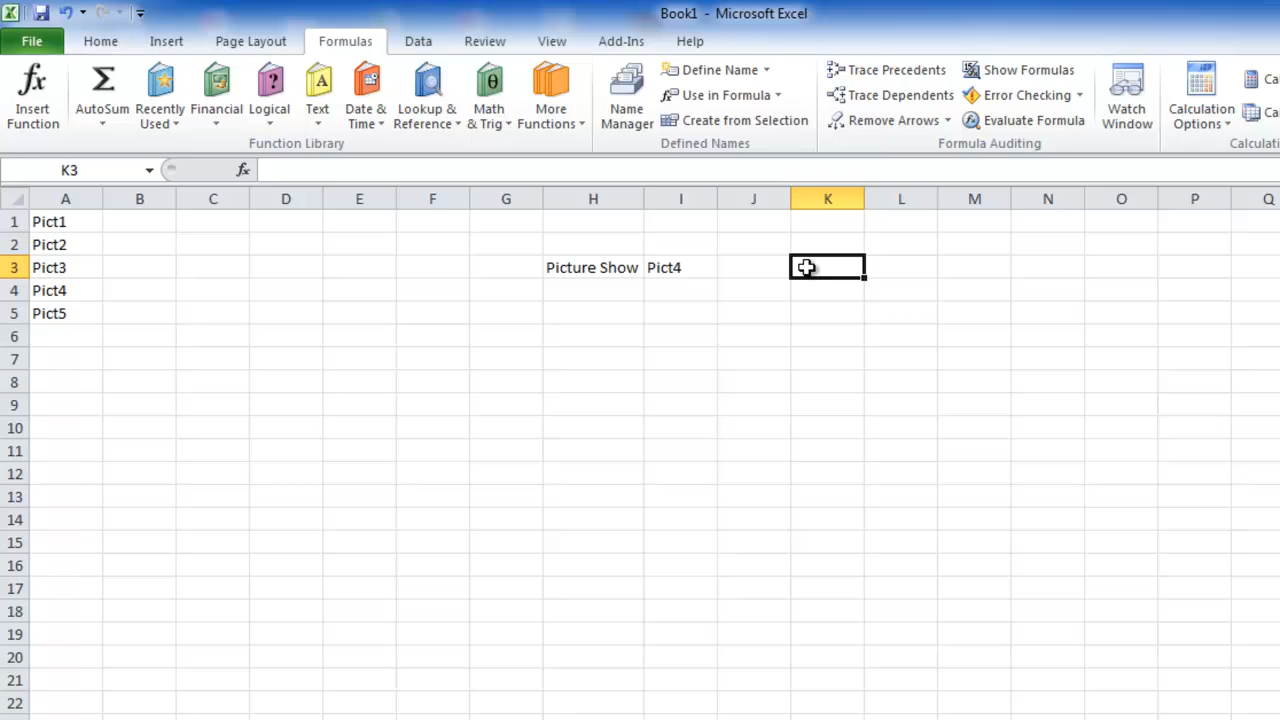 Book1 - Microsoft Excel
File Home Insert Page Layout Formulas Data Review View Add-Ins Help
Insert Function
AutoSum
Recently Used
Financial
Logical
Text
Date & Time
Lookup & Reference
Math & Trig
More Functions
Function Library
Name Manager
Define Name
Use in Formula
Create from Selection
Defined Names
Trace Precedents
Trace Dependents
Remove Arrows
Show Formulas
Error Checking
Evaluate Formula
Formula Auditing
Watch Window
Calculation Options
Ca
Ca
Calculati
K3 fx
A B C D E F G H I J K L M N O P Q
1 Pict1
2 Pict2
3 Pict3 Picture Show Pict4
4 Pict4
5 Pict5
6
7
8
9
10
11
12
13
14
15
16
17
18
19
20
21
22